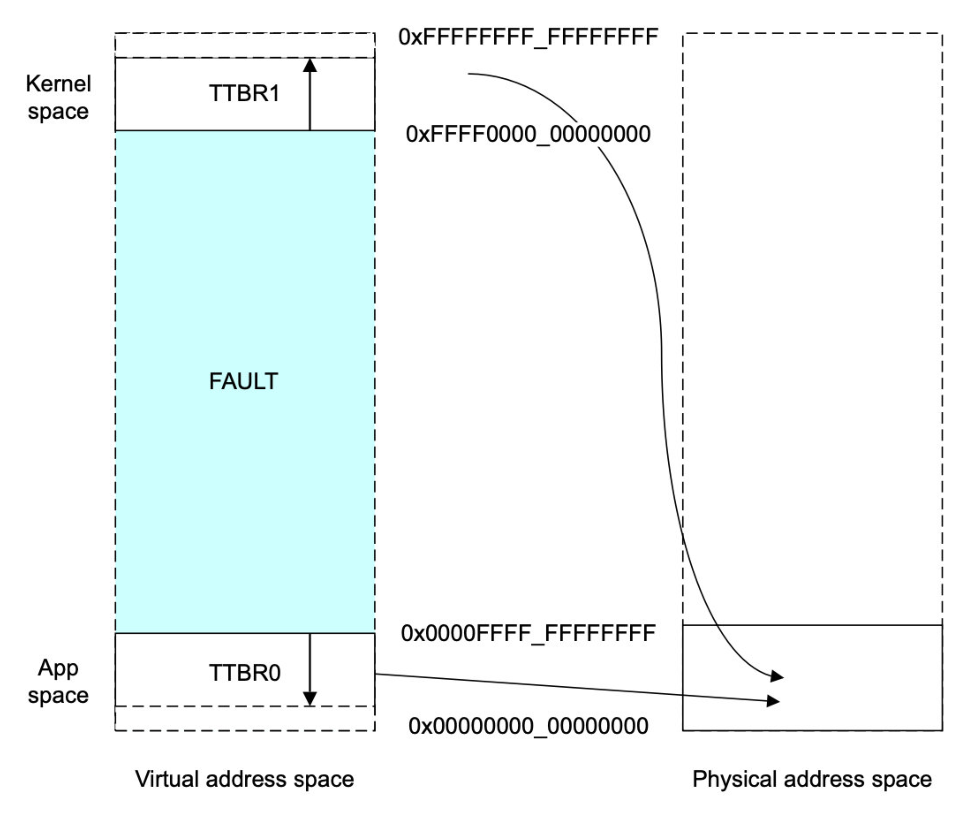 0xFFFFFFFF_FFFFFFFF
Kernel
space
TTBR1
0xFFFF0000_00000000
FAULT
0x0000FFFF_FFFFFFFF
App
space
TTBR0
0x00000000_00000000
Virtual address space
Physical address space